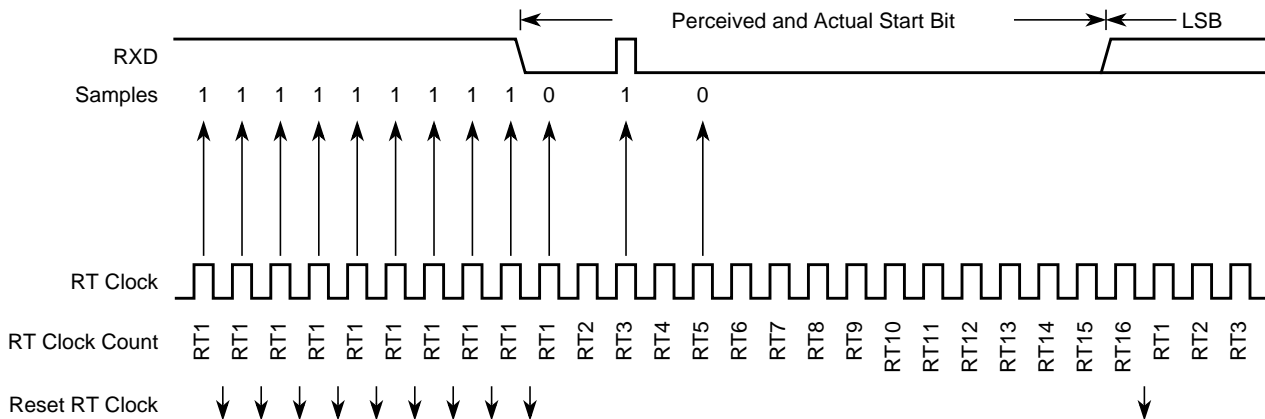 Perceived and Actual Start Bit LSB
RXD
Samples 1 1 1 1 1 1 1 1 1 0 1 0
RT Clock
RT Clock Count RT1 RT1 RT1 RT1 RT1 RT1 RT1 RT1 RT1 RT1 RT2 RT3 RT4 RT5 RT6 RT7 RT8 RT9 RT10 RT11 RT12 RT13 RT14 RT15 RT16 RT1 RT2 RT3
Reset RT Clock